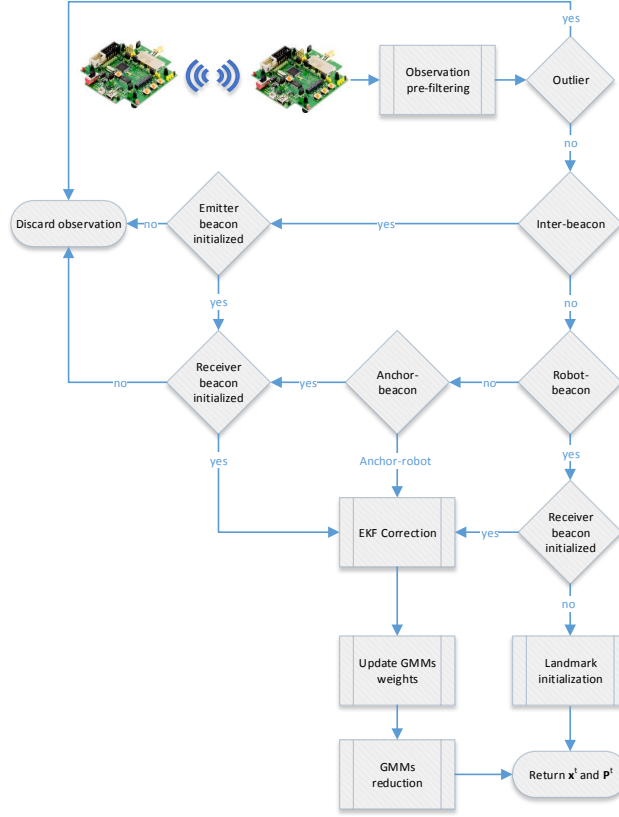 yes
Observation
pre-filtering
Outlier
no
Emitter
beacon
initialized
Discard observation
no
yes
Inter-beacon
yes
no
Receiver
beacon
initialized
Anchor-
beacon
Robot-
beacon
no
yes
no
yes
Anchor-robot
yes
EKF Correction
yes
Receiver
beacon
initialized
no
Update GMMs
weights
Landmark
initialization
GMMs
reduction
Return xᵗ and Pᵗ